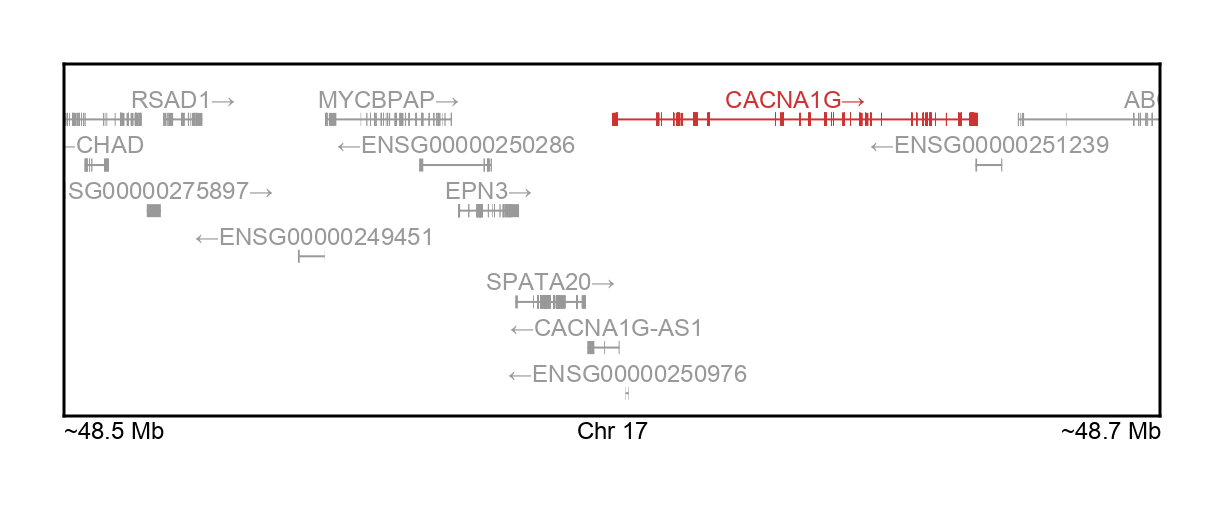 RSAD1→ MYCBPAP→ CACNA1G→ AB
←CHAD ←ENSG00000250286 ←ENSG00000251239
SG00000275897→ EPN3→
←ENSG00000249451
SPATA20→
←CACNA1G-AS1
←ENSG00000250976
~48.5 Mb Chr 17 ~48.7 Mb